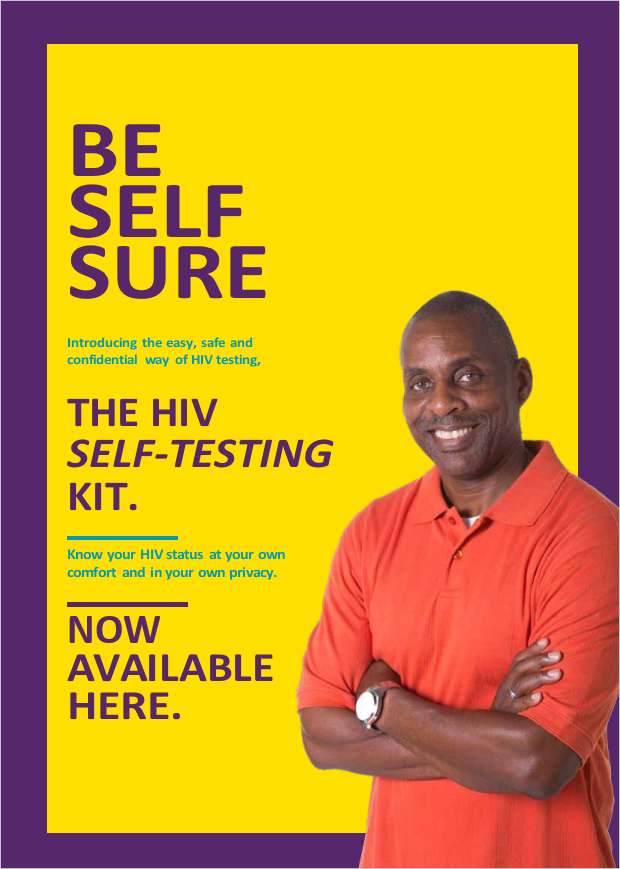 BE
SELF
SURE
Introducing the easy, safe and
confidential way of HIV testing,
THE HIV
SELF-TESTING
KIT.
Know your HIV status at your own
comfort and in your own privacy.
NOW
AVAILABLE
HERE.